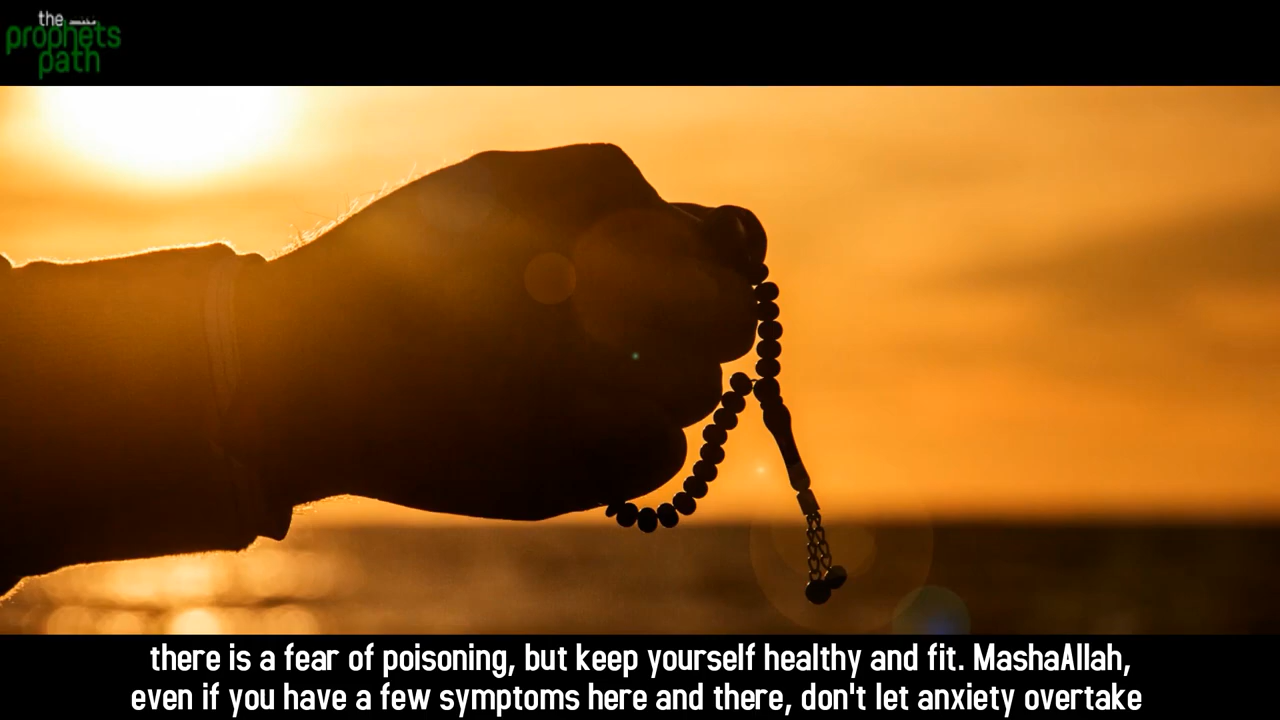 the
prophets
path
there is a fear of poisoning, but keep yourself healthy and fit. MashaAllah,
even if you have a few symptoms here and there, don't let anxiety overtake